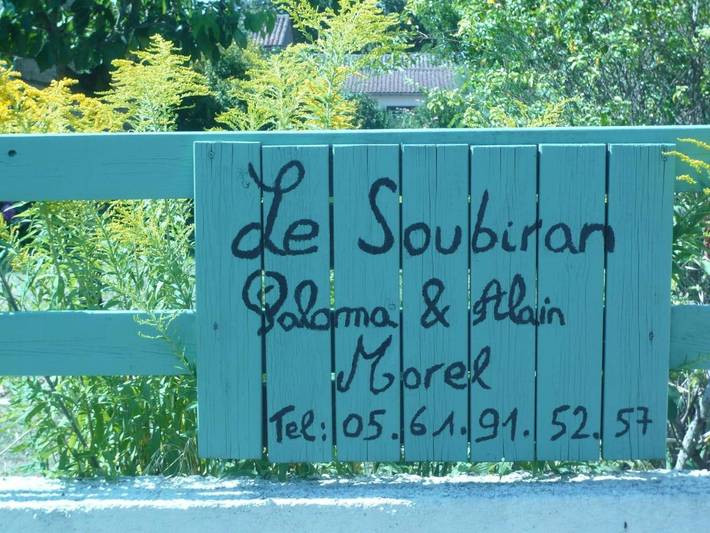 Le Soubiran
Paloma & Alain
Morel
Tel: 05.61.91.52.57